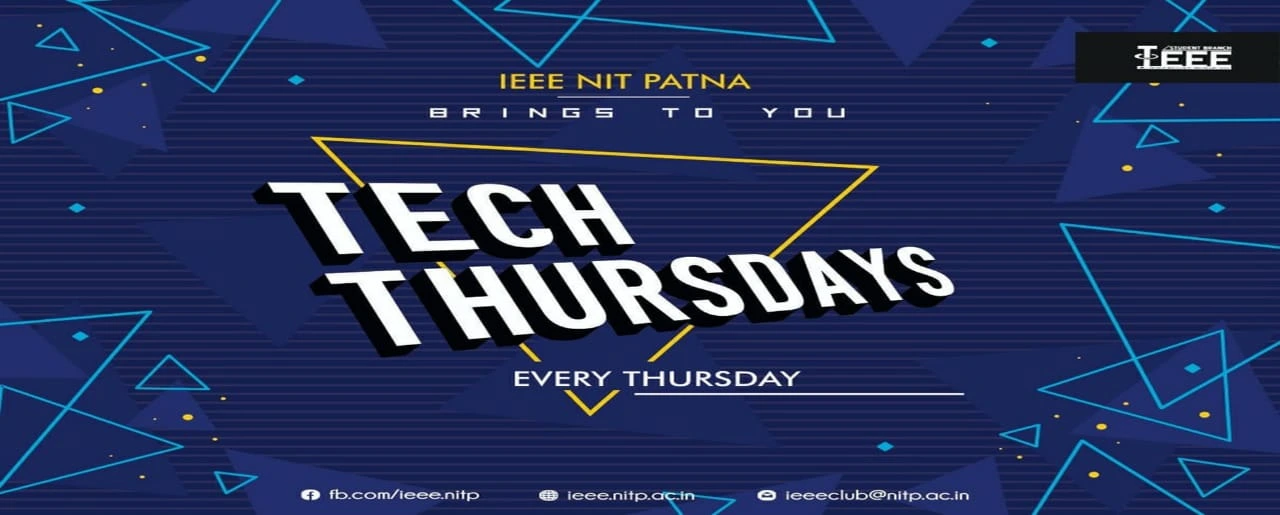 STUDENT BRANCH
IEEE
IEEE NIT PATNA
BRINGS TO YOU
TECH
THURSDAYS
EVERY THURSDAY
fb.com/ieee.nitp
ieee.nitp.ac.in
ieeeclub@nitp.ac.in